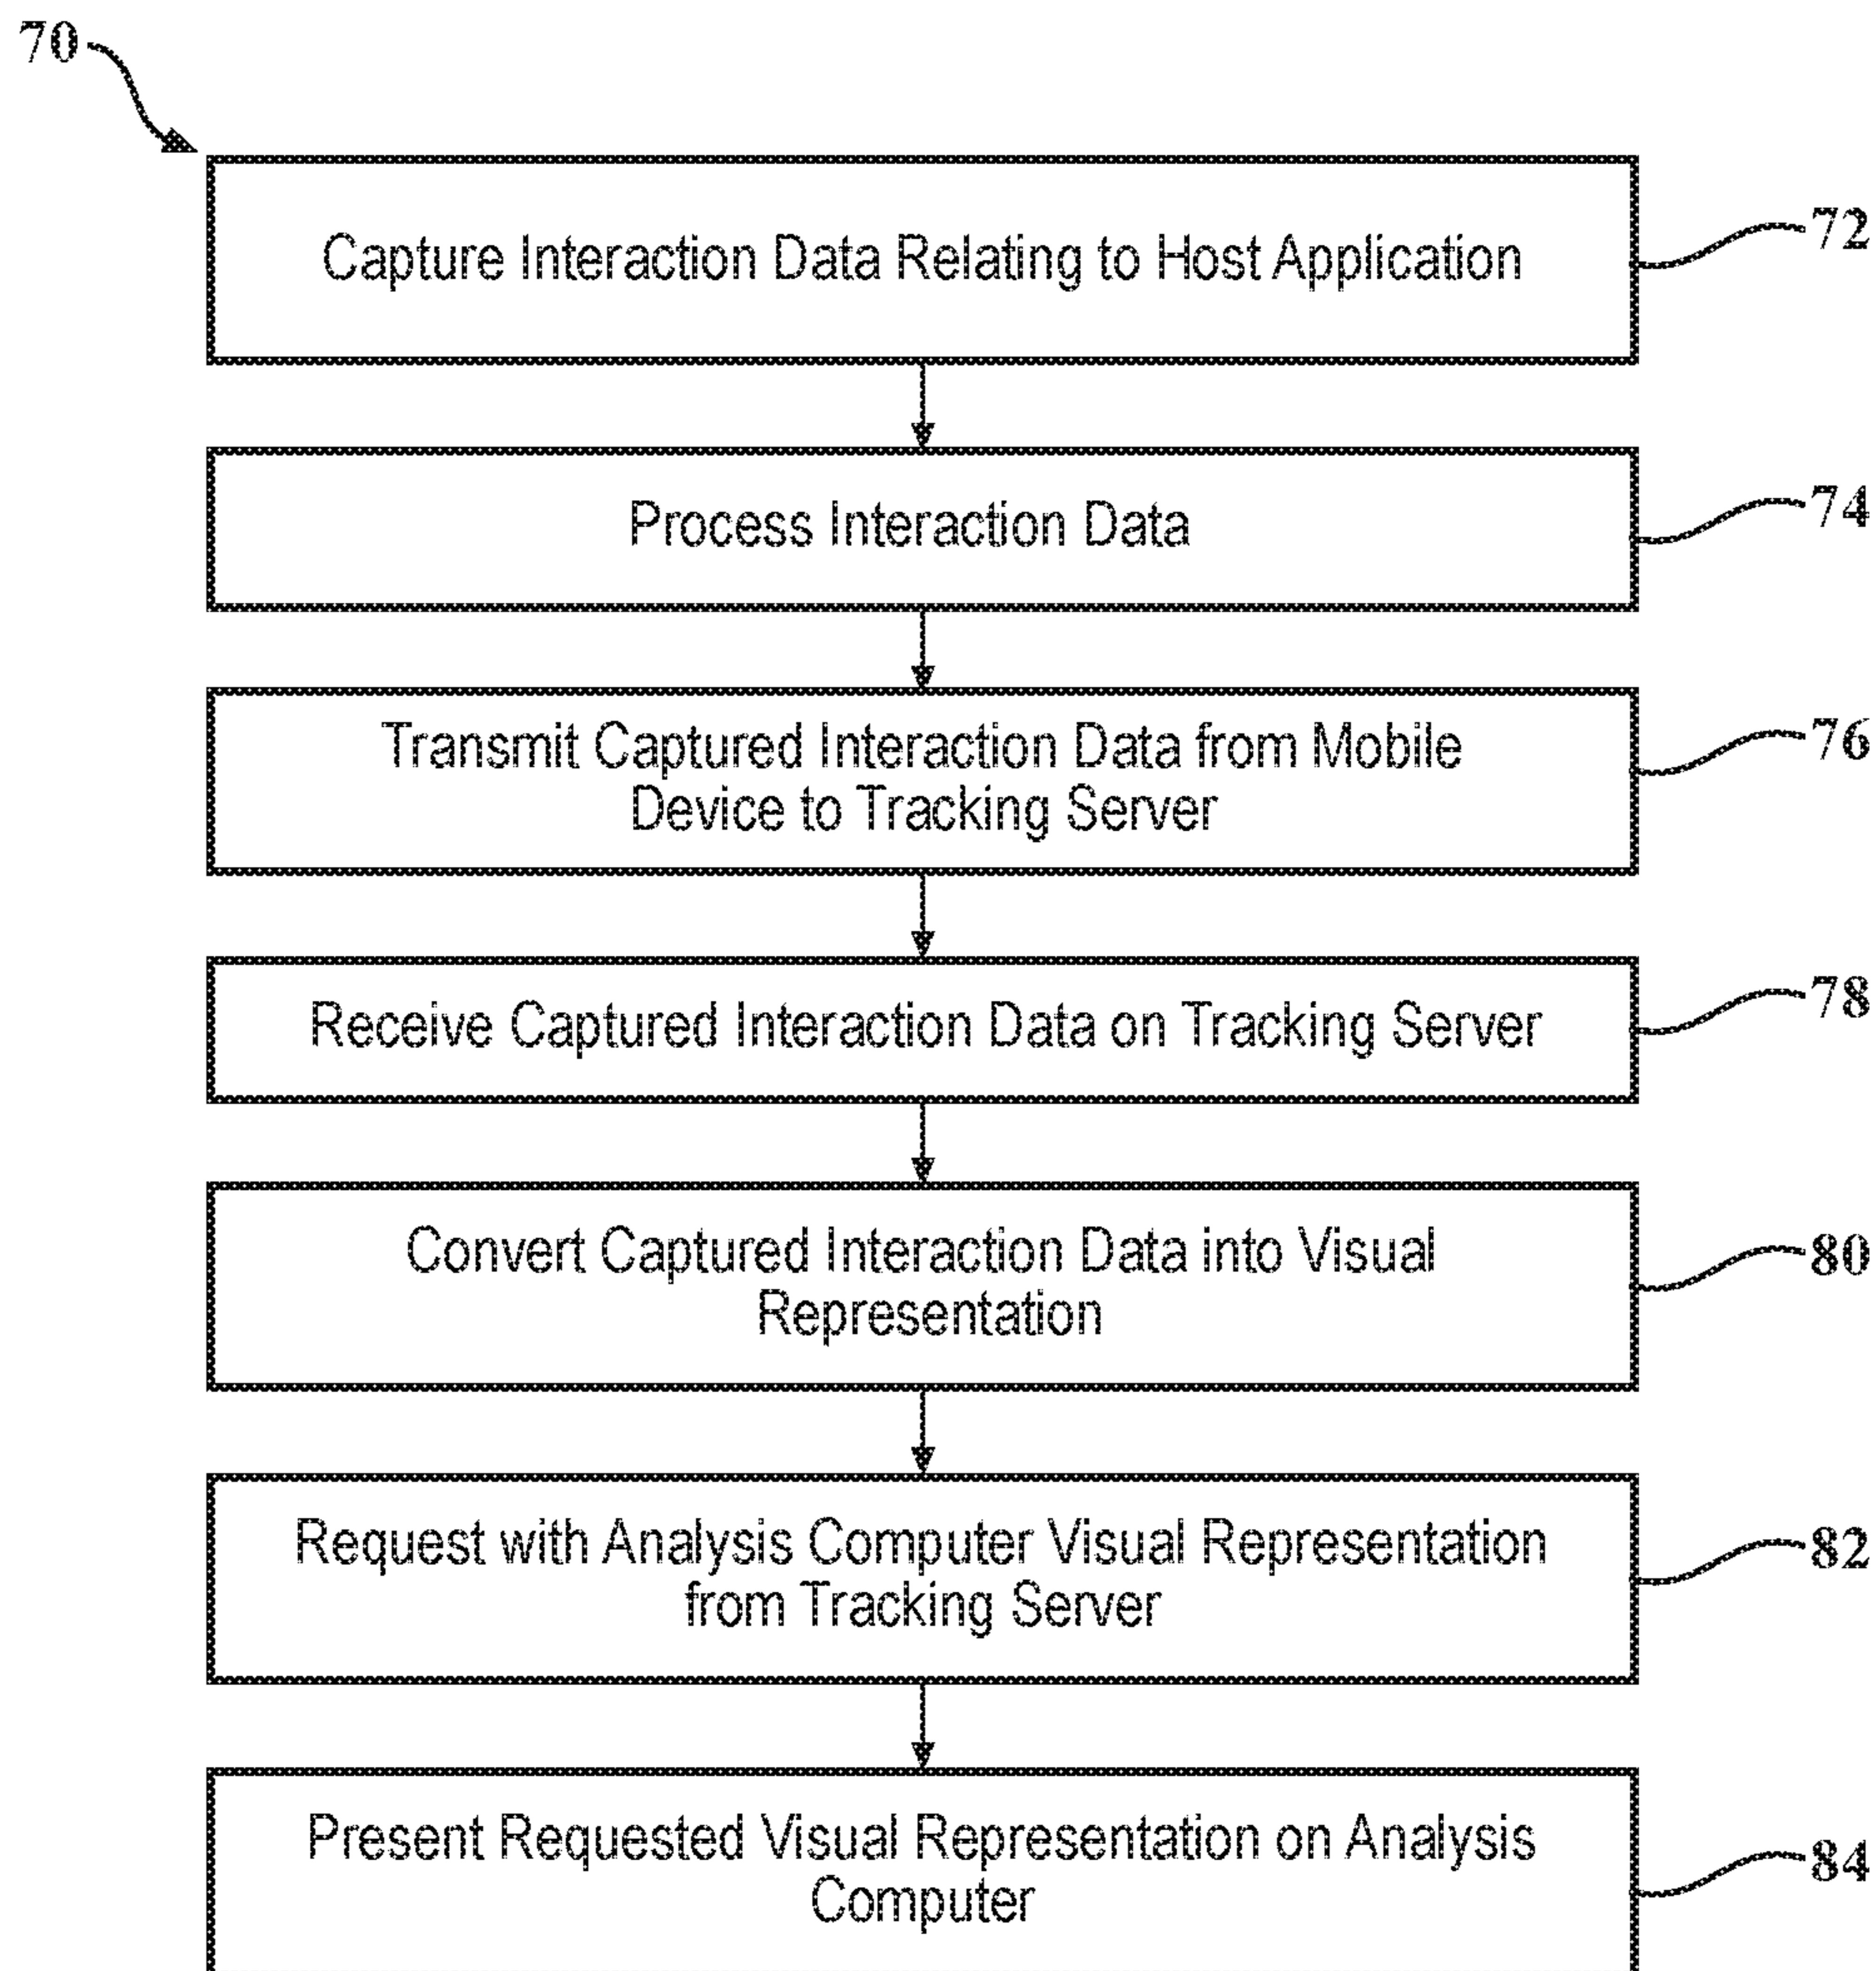 70
Capture Interaction Data Relating to Host Application
72
Process Interaction Data
74
Transmit Captured Interaction Data from Mobile
Device to Tracking Server
76
Receive Captured Interaction Data on Tracking Server
78
Convert Captured Interaction Data into Visual
Representation
80
Request with Analysis Computer Visual Representation
from Tracking Server
82
Present Requested Visual Representation on Analysis
Computer
84